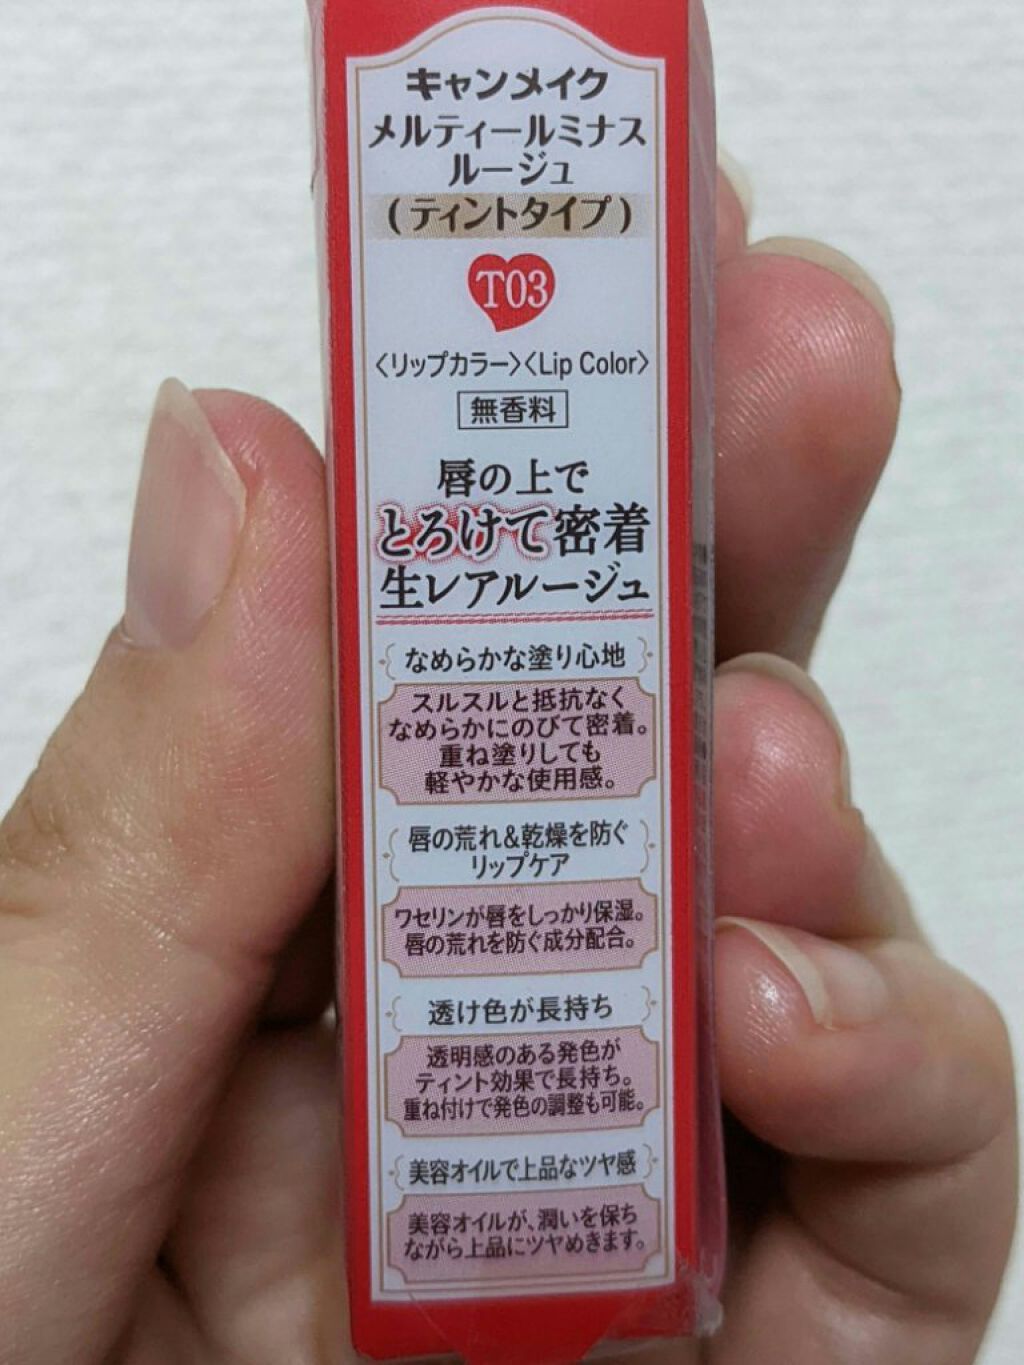 キャンメイク
メルティールミナス
ルージュ
(ティントタイプ)
T03
〈リップカラー〉〈Lip Color〉
無香料
唇の上で
とろけて密着
生レアルージュ
なめらかな塗り心地
スルスルと抵抗なく
なめらかにのびて密着。
重ね塗りしても
軽やかな使用感。
唇の荒れ&乾燥を防ぐ
リップケア
ワセリンが唇をしっかり保湿。
唇の荒れを防ぐ成分配合。
透け色が長持ち
透明感のある発色が
ティント効果で長持ち。
重ね付けで発色の調整も可能。
美容オイルで上品なツヤ感
美容オイルが、潤いを保ち
ながら上品にツヤめきます。